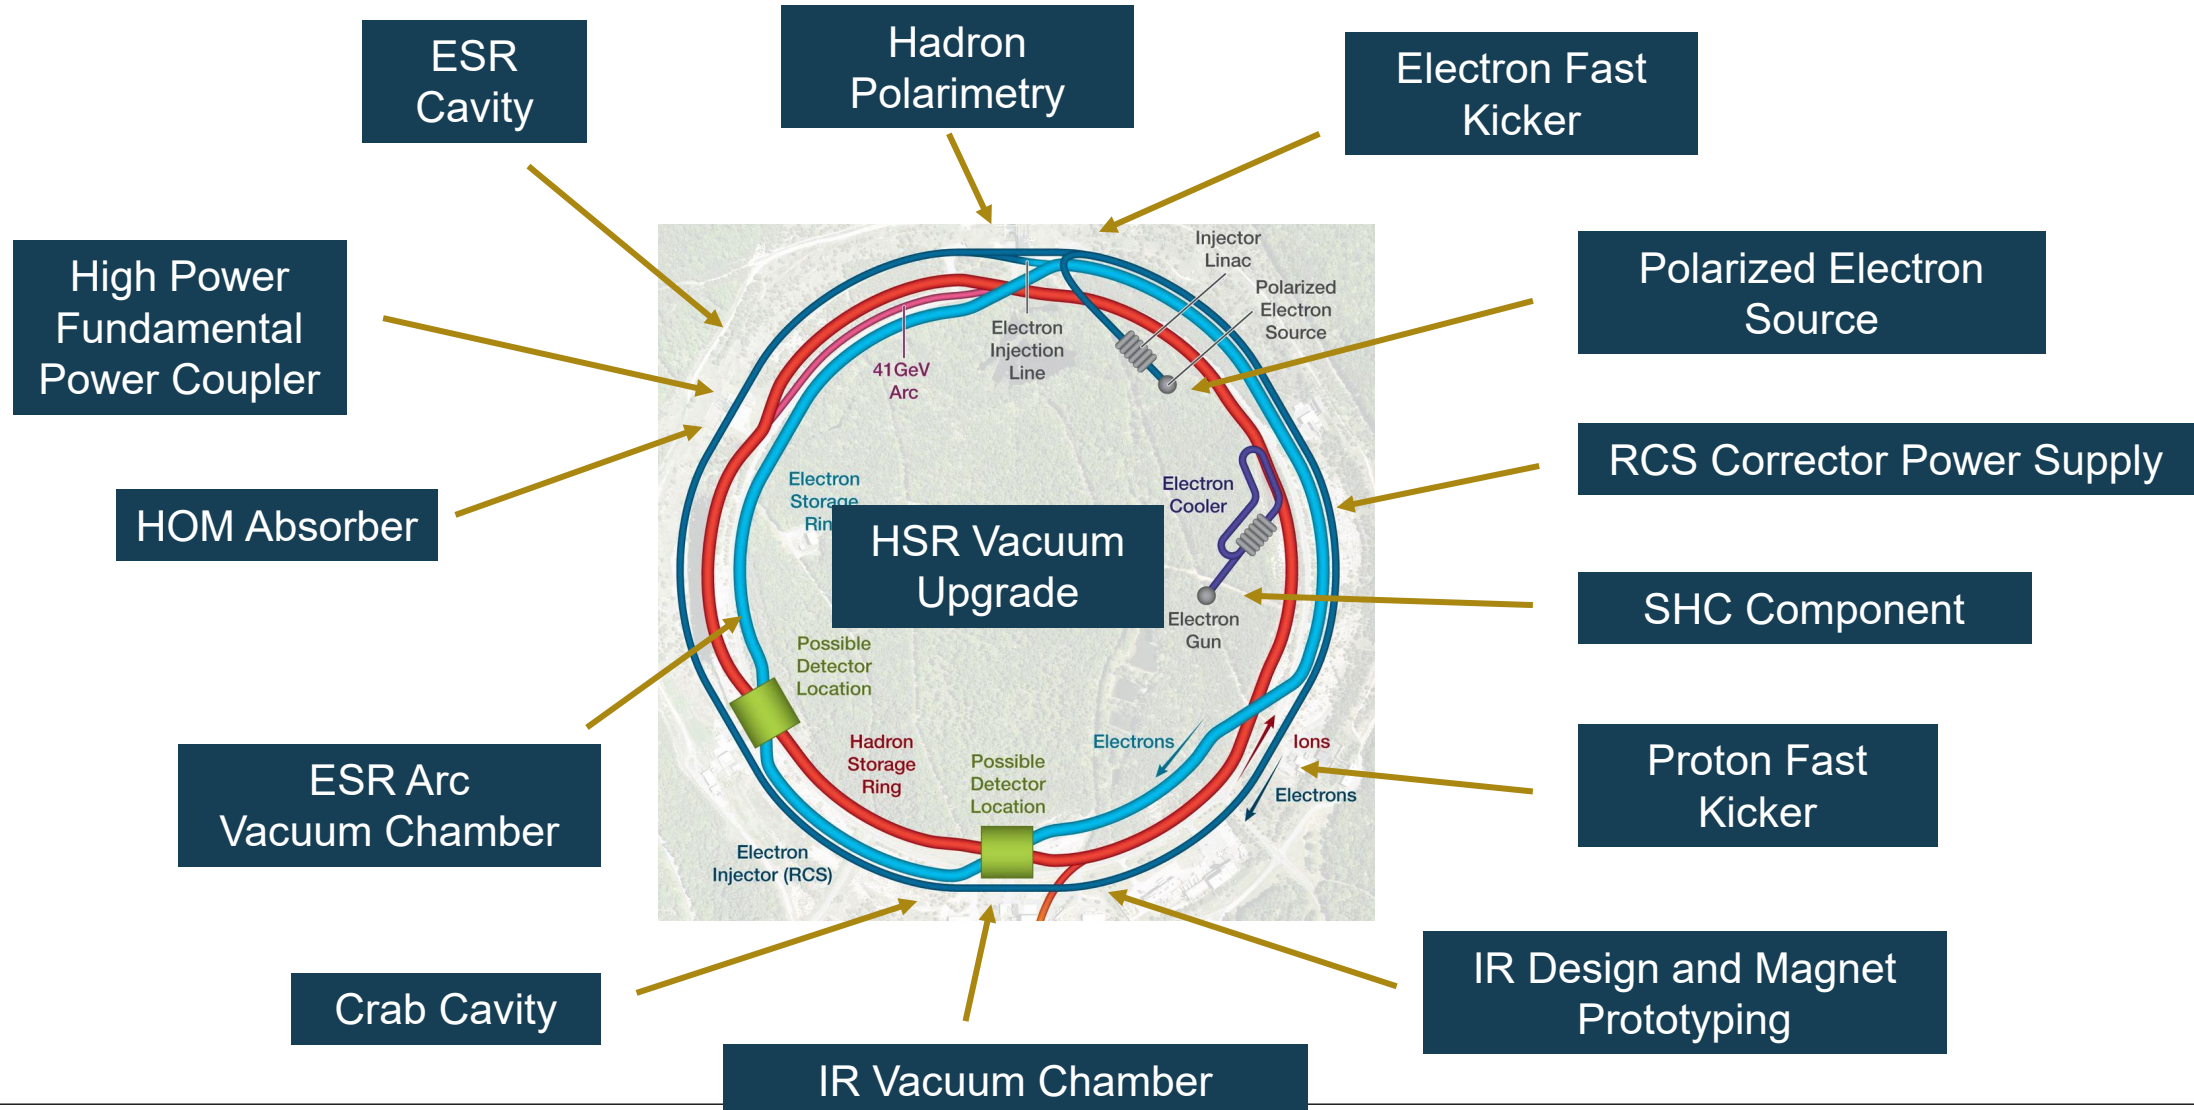 ESR
Cavity
Hadron
Polarimetry
Electron Fast
Kicker
High Power
Fundamental
Power Coupler
Polarized Electron
Source
HOM Absorber
RCS Corrector Power Supply
SHC Component
ESR Arc
Vacuum Chamber
Proton Fast
Kicker
Crab Cavity
IR Vacuum Chamber
IR Design and Magnet
Prototyping
HSR Vacuum
Upgrade
Injector
Linac
Polarized
Electron
Source
Electron
Injection
Line
41GeV
Arc
Electron
Storage
Rin
Electron
Cooler
Electron
Gun
Possible
Detector
Location
Hadron
Storage
Ring
Possible
Detector
Location
Electrons
Ions
Electrons
Electron
Injector (RCS)